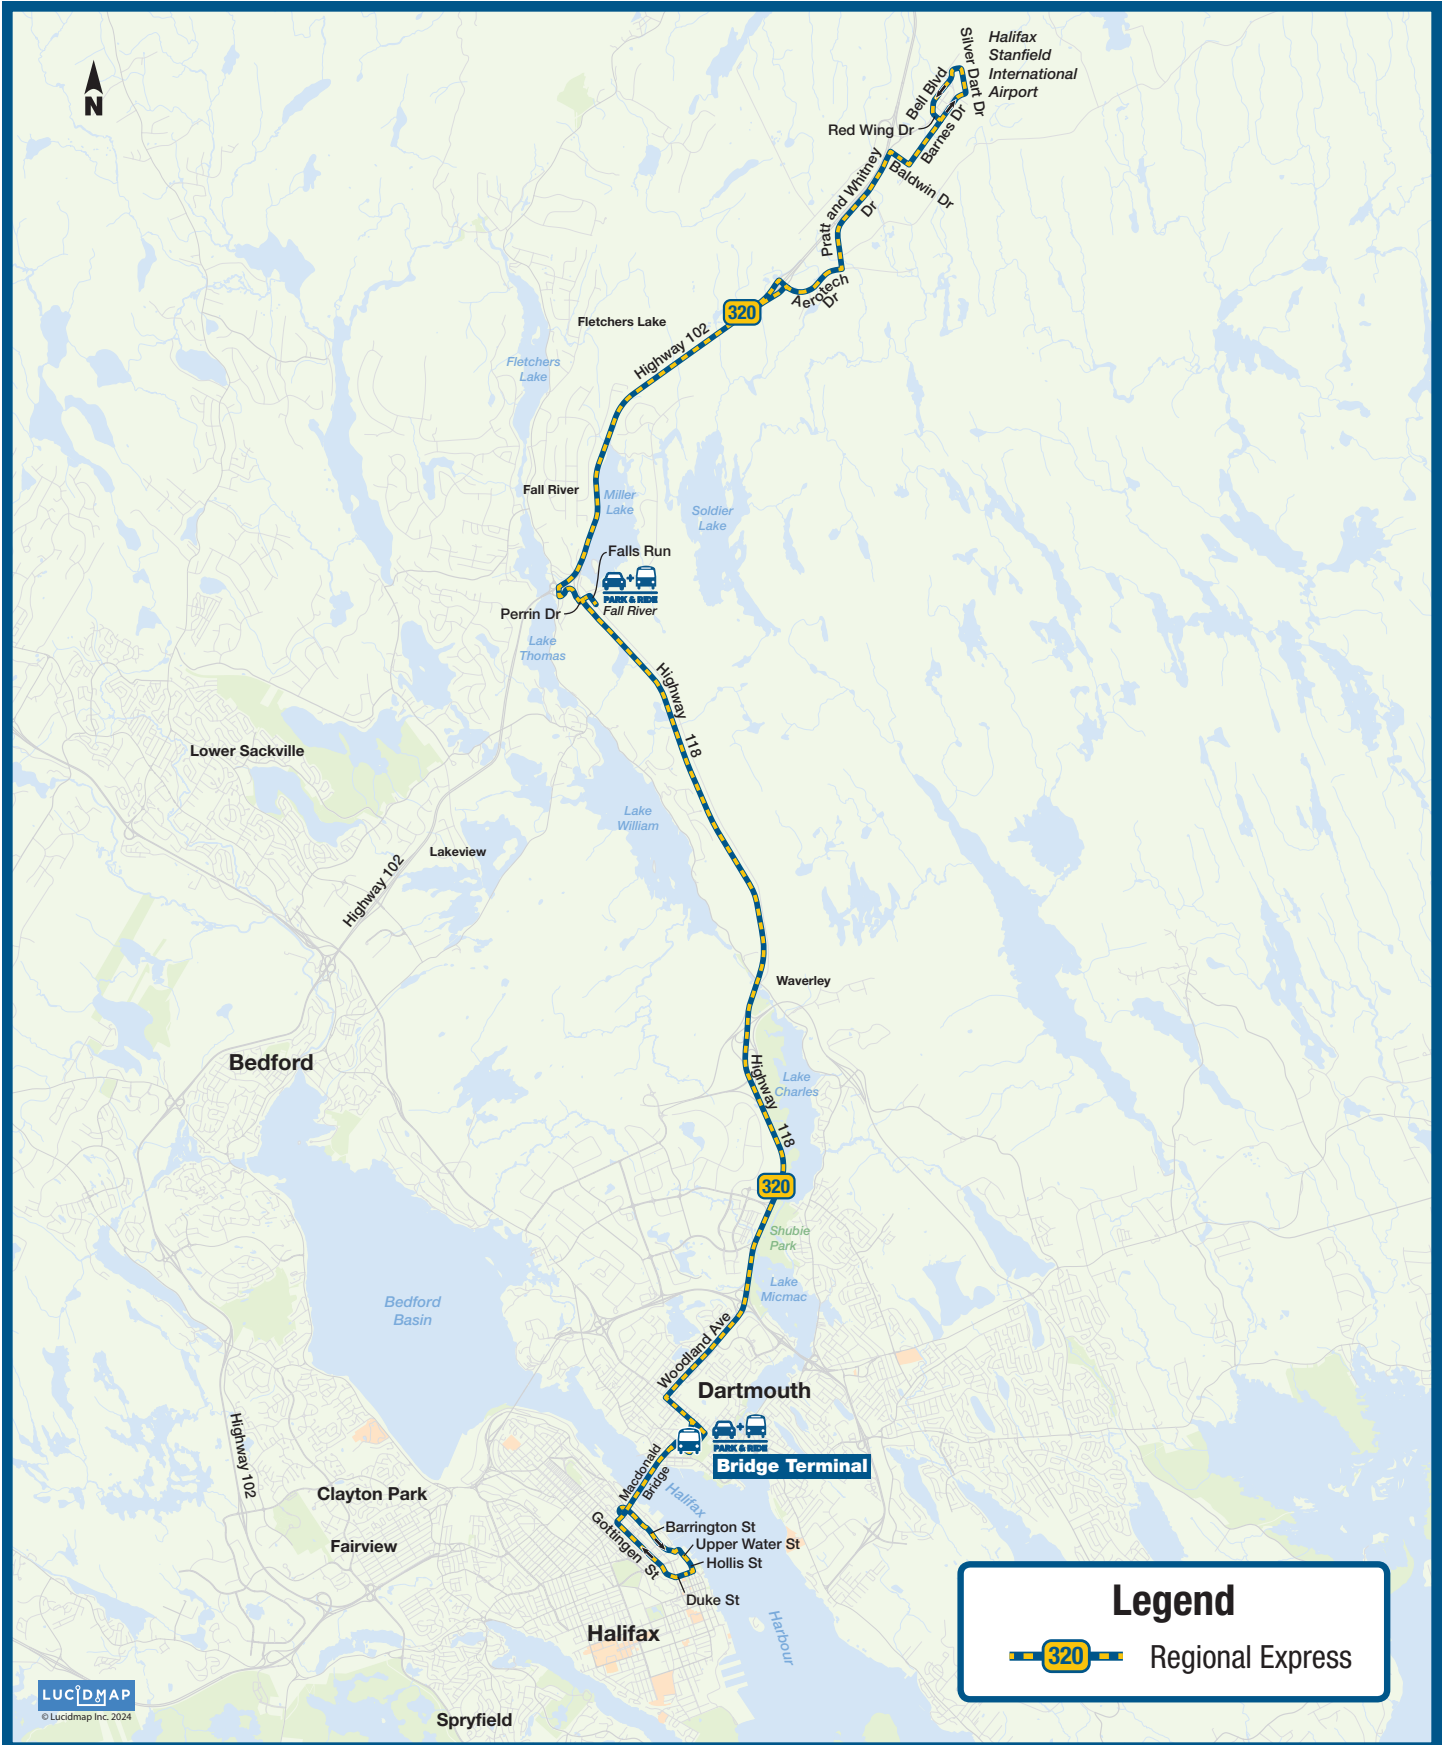 N
Halifax
Stanfield
International
Airport
Silver Dart Dr
Bell Blvd
Red Wing Dr
Barnes Dr
Baldwin Dr
Pratt and Whitney
Dr
Aerotech
Dr
320
Fletchers Lake
Highway 102
Fletchers
Lake
Fall River
Miller
Lake
Soldier
Lake
Falls Run
PARK & RIDE
Fall River
Perrin Dr
Lake
Thomas
Highway
118
Lower Sackville
Lake
William
Lakeview
Highway 102
Waverley
Bedford
Highway
118
Lake
Charles
320
Shubie
Park
Lake
Micmac
Bedford
Basin
Woodland Ave
Dartmouth
PARK & RIDE
Bridge Terminal
Highway 102
Macdonald
Bridge
Clayton Park
Halifax
Gottingen St
Barrington St
Upper Water St
Fairview
Hollis St
Duke St
Harbour
Halifax
Legend
320 Regional Express
LUCIDMAP
© Lucidmap Inc. 2024
Spryfield